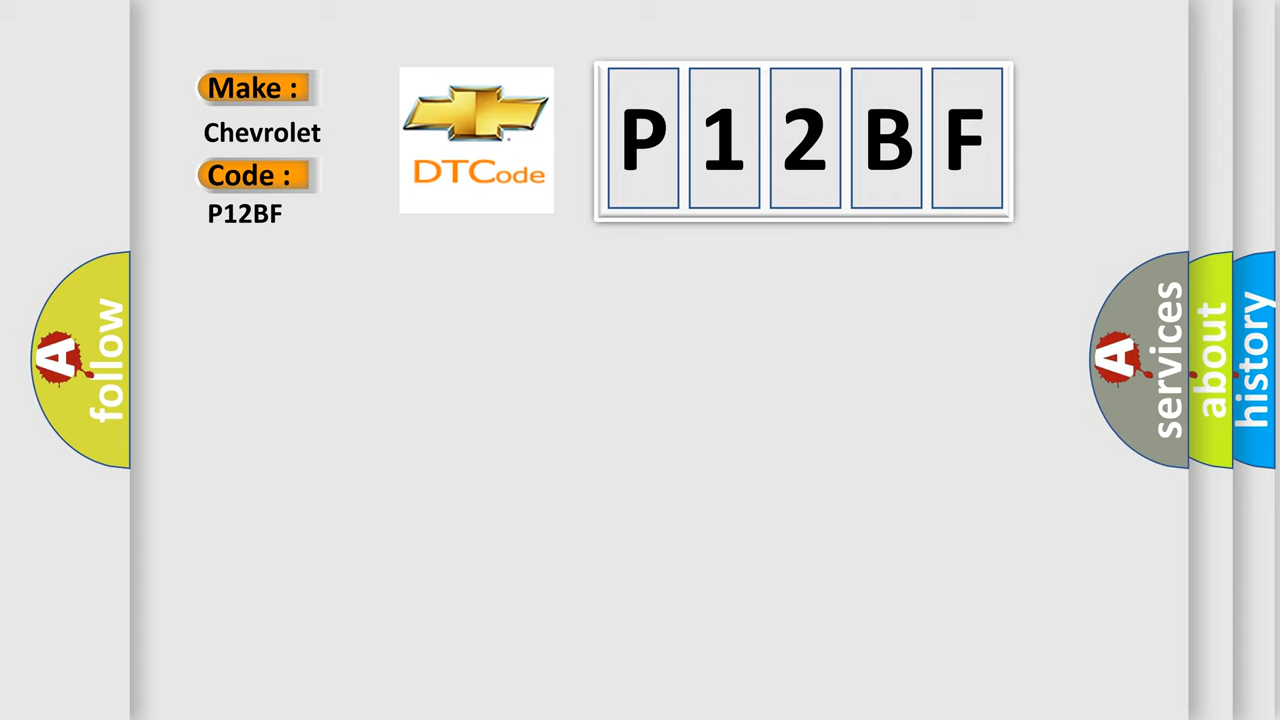 Make :
Chevrolet
Code :
P12BF
DTCode
P 1 2 B F
A follow
A services
about
history